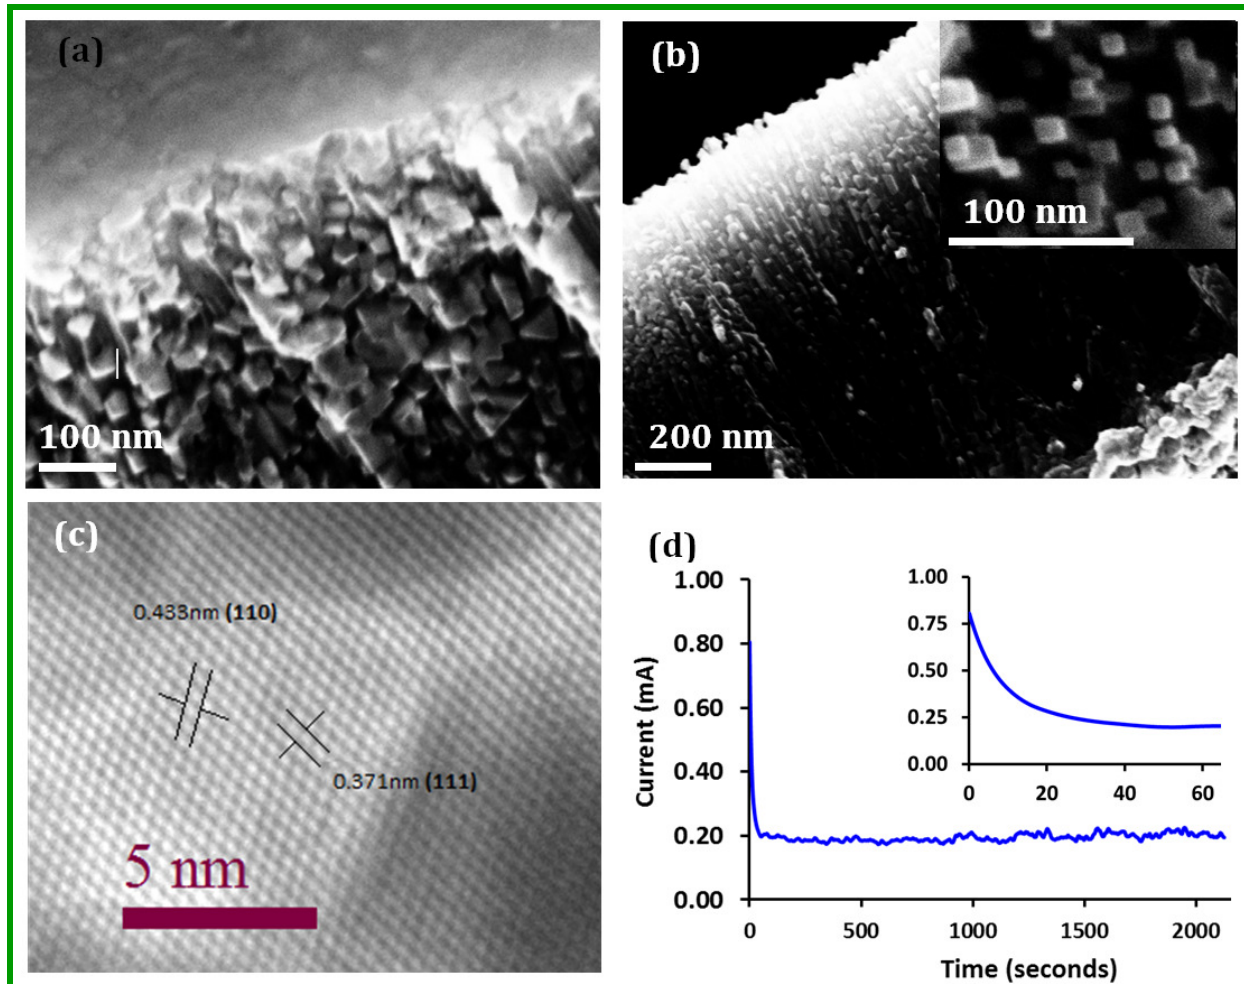 (a)
100 nm
(b)
100 nm
200 nm
(c)
0.433nm (110)
0.371nm (111)
5 nm
(d)
1.00
0.80
0.60
0.40
0.20
0.00
Current (mA)
0
500
1000
1500
2000
Time (seconds)
1.00
0.75
0.50
0.25
0.00
0
20
40
60